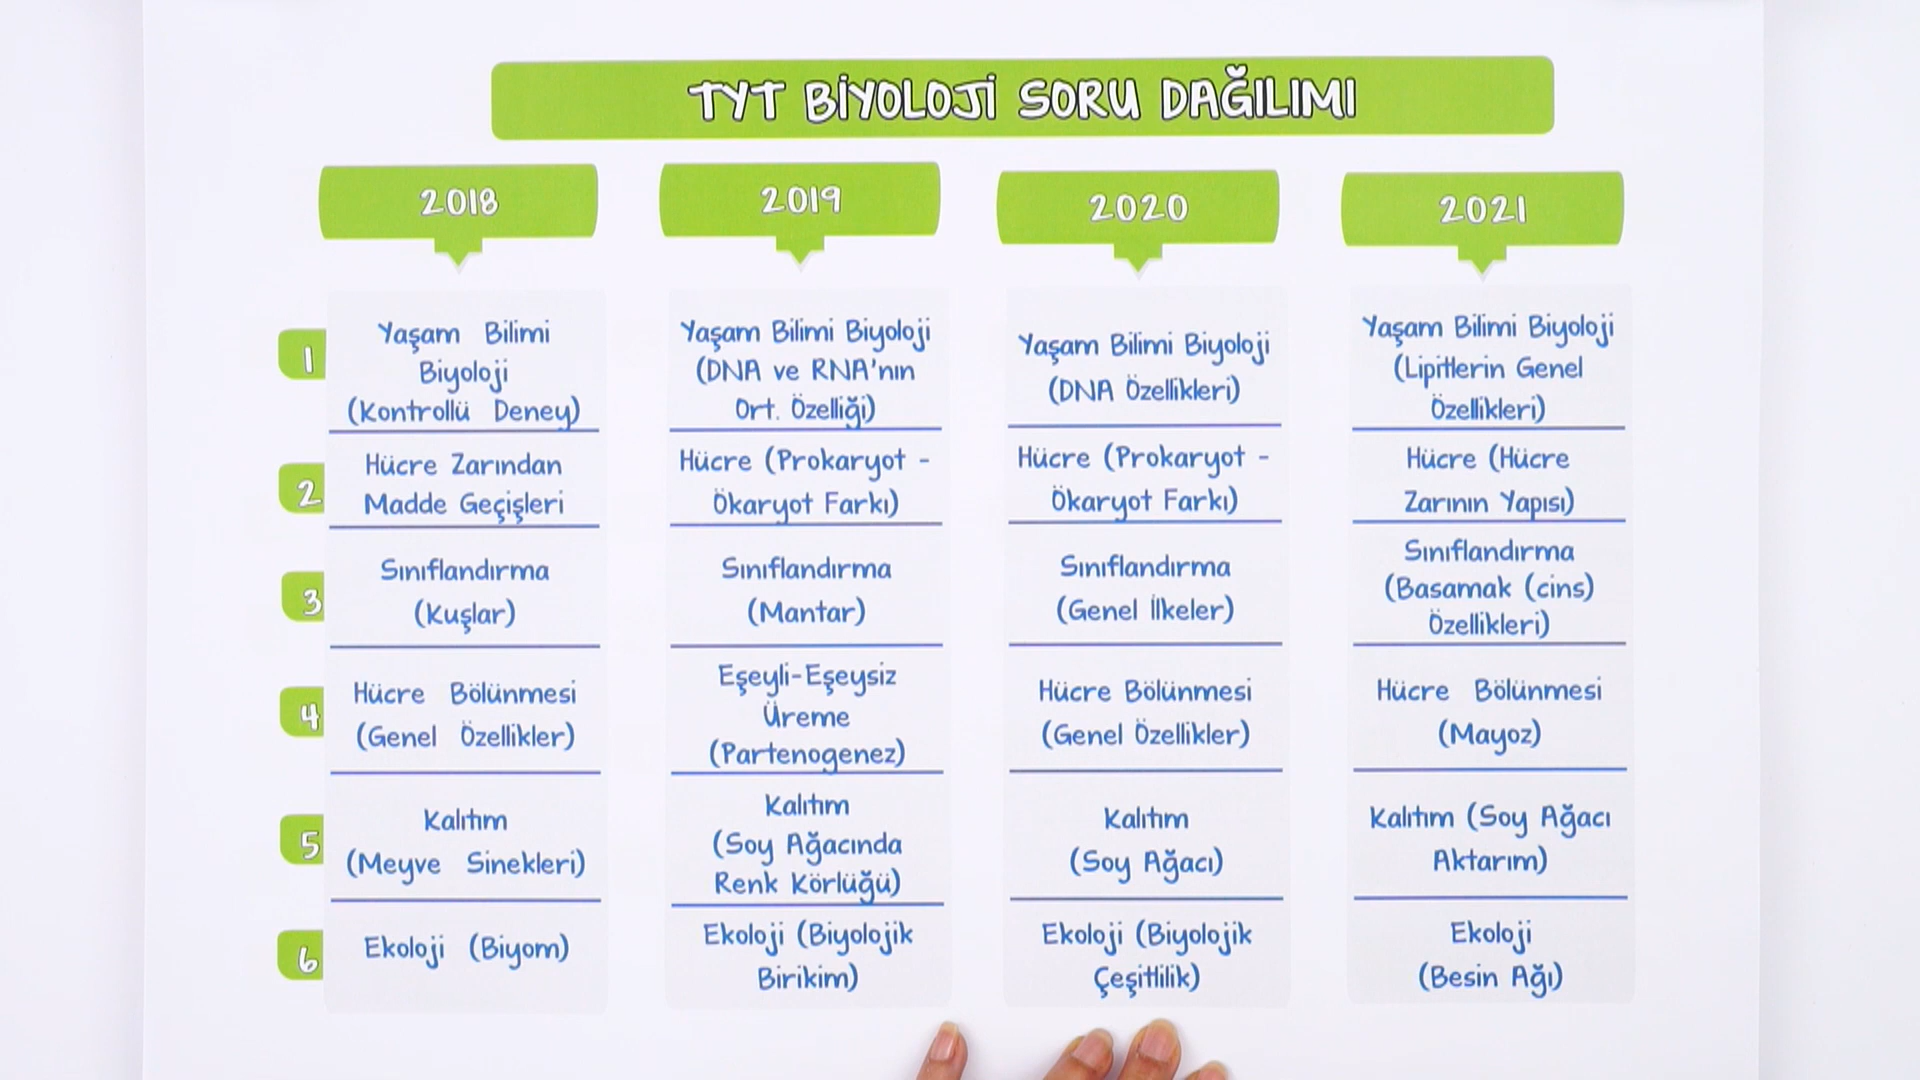 TYT BİYOLOJİ SORU DAĞILIMI
2018
2019
2020
2021
1
Yaşam Bilimi
Biyoloji
(Kontrollü Deney)
Yaşam Bilimi Biyoloji
(DNA ve RNA'nın
Ort. Özelliği)
Yaşam Bilimi Biyoloji
(DNA Özellikleri)
Yaşam Bilimi Biyoloji
(Lipitlerin Genel
Özellikleri)
2
Hücre Zarından
Madde Geçişleri
Hücre (Prokaryot -
Ökaryot Farkı)
Hücre (Prokaryot -
Ökaryot Farkı)
Hücre (Hücre
Zarının Yapısı)
3
Sınıflandırma
(Kuşlar)
Sınıflandırma
(Mantar)
Sınıflandırma
(Genel İlkeler)
Sınıflandırma
(Basamak (cins)
Özellikleri)
4
Hücre Bölünmesi
(Genel Özellikler)
Eşeyli-Eşeysiz
Üreme
(Partenogenez)
Hücre Bölünmesi
(Genel Özellikler)
Hücre Bölünmesi
(Mayoz)
5
Kalıtım
(Meyve Sinekleri)
Kalıtım
(Soy Ağacında
Renk Körlüğü)
Kalıtım
(Soy Ağacı)
Kalıtım (Soy Ağacı
Aktarım)
6
Ekoloji (Biyom)
Ekoloji (Biyolojik
Birikim)
Ekoloji (Biyolojik
Çeşitlilik)
Ekoloji
(Besin Ağı)